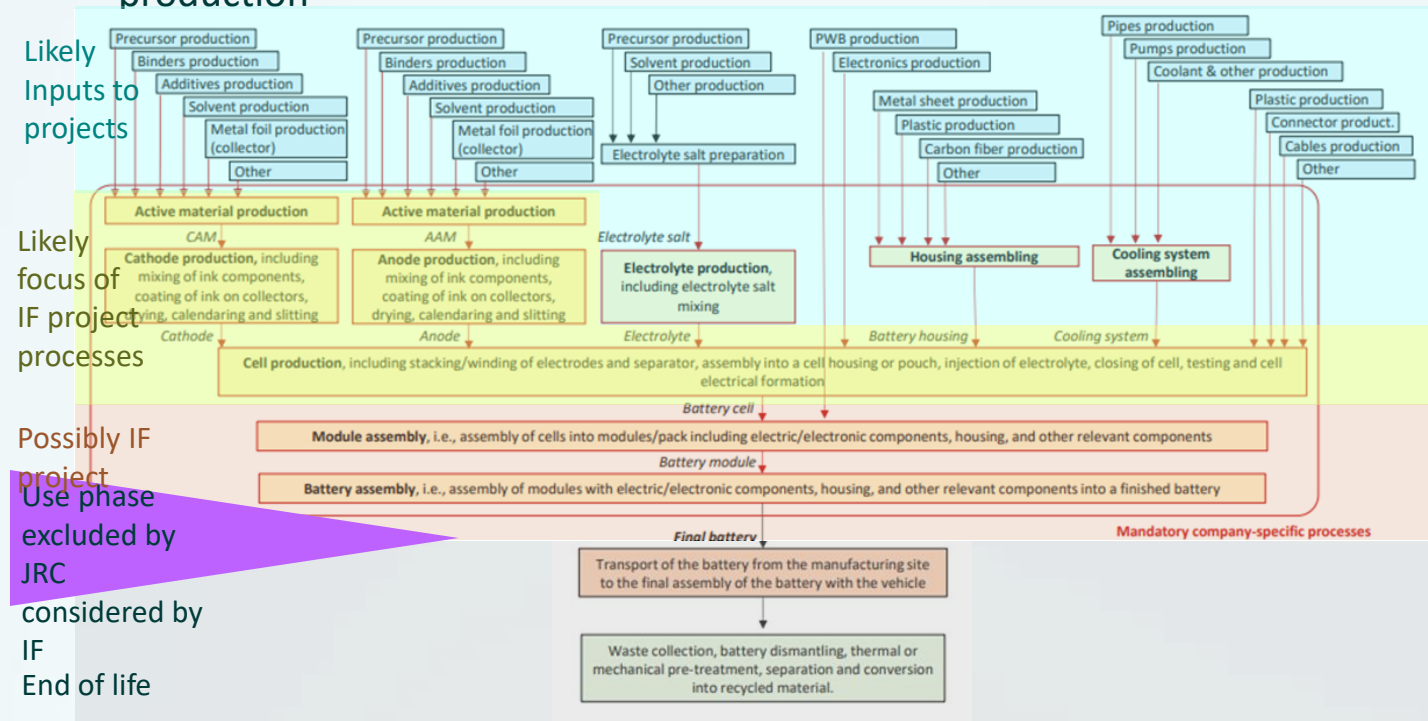 production
Likely
Inputs to
projects
Precursor production
Binders production
Additives production
Solvent production
Metal foil production
(collector)
Other
Precursor production
Binders production
Additives production
Solvent production
Metal foil production
(collector)
Other
Precursor production
Solvent production
Other production
Electrolyte salt preparation
PWB production
Electronics production
Metal sheet production
Plastic production
Carbon fiber production
Other
Pipes production
Pumps production
Coolant & other production
Plastic production
Connector product.
Cables production
Other
Likely
focus of
IF project
processes
Active material production
CAM
Cathode production, including
mixing of ink components,
coating of ink on collectors,
drying, calendaring and slitting
Cathode
Active material production
AAM
Anode production, including
mixing of ink components,
coating of ink on collectors,
drying, calendaring and slitting
Anode
Electrolyte salt
Electrolyte production,
including electrolyte salt
mixing
Electrolyte
Housing assembling
Battery housing
Cooling system
assembling
Cooling system
Cell production, including stacking/winding of electrodes and separator, assembly into a cell housing or pouch, injection of electrolyte, closing of cell, testing and cell
electrical formation
Battery cell
Possibly IF
project
Module assembly, i.e., assembly of cells into modules/pack including electric/electronic components, housing, and other relevant components
Battery module
Battery assembly, i.e., assembly of modules with electric/electronic components, housing, and other relevant components into a finished battery
Mandatory company-specific processes
Final battery
Use phase
excluded by
JRC
considered by
IF
Transport of the battery from the manufacturing site
to the final assembly of the battery with the vehicle
End of life
Waste collection, battery dismantling, thermal or
mechanical pre-treatment, separation and conversion
into recycled material.